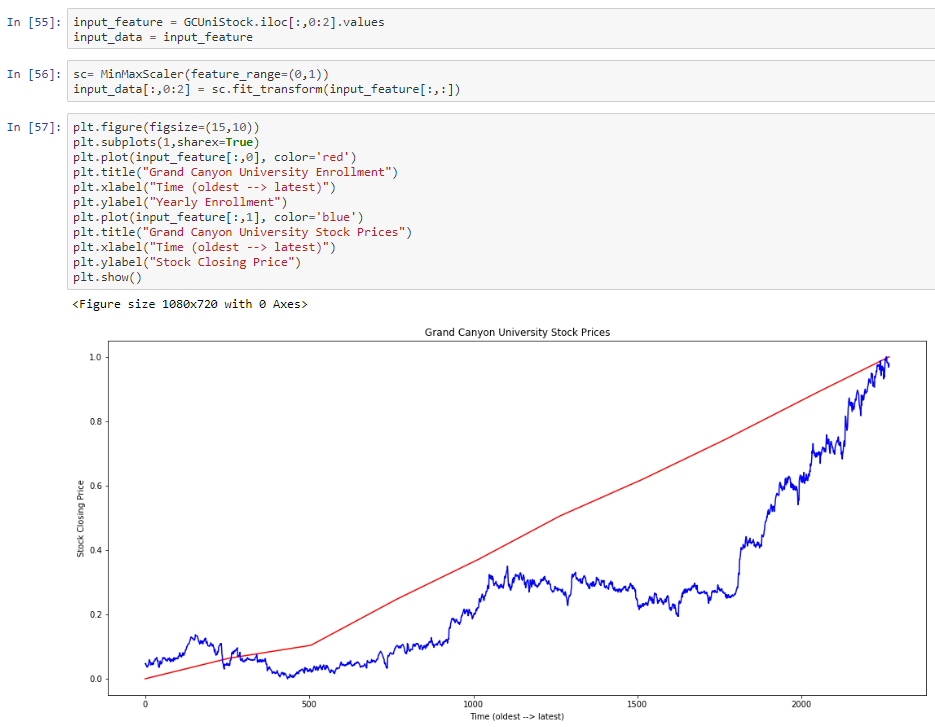 In [55]: input_feature = GCUniStock.iloc[:,0:2].values
input_data = input_feature
In [56]: sc= MinMaxScaler(feature_range=(0,1))
input_data[:,0:2] = sc.fit_transform(input_feature[:,:])
In [57]: plt.figure(figsize=(15,10))
plt.subplots(1,sharex=True)
plt.plot(input_feature[:,0], color='red')
plt.title("Grand Canyon University Enrollment")
plt.xlabel("Time (oldest --> latest)")
plt.ylabel("Yearly Enrollment")
plt.plot(input_feature[:,1], color='blue')
plt.title("Grand Canyon University Stock Prices")
plt.xlabel("Time (oldest --> latest)")
plt.ylabel("Stock Closing Price")
plt.show()
<Figure size 1080x720 with 0 Axes>
Grand Canyon University Stock Prices
1.0
0.8
0.6
0.4
0.2
0.0
Stock Closing Price
0 500 1000 1500 2000
Time (oldest --> latest)